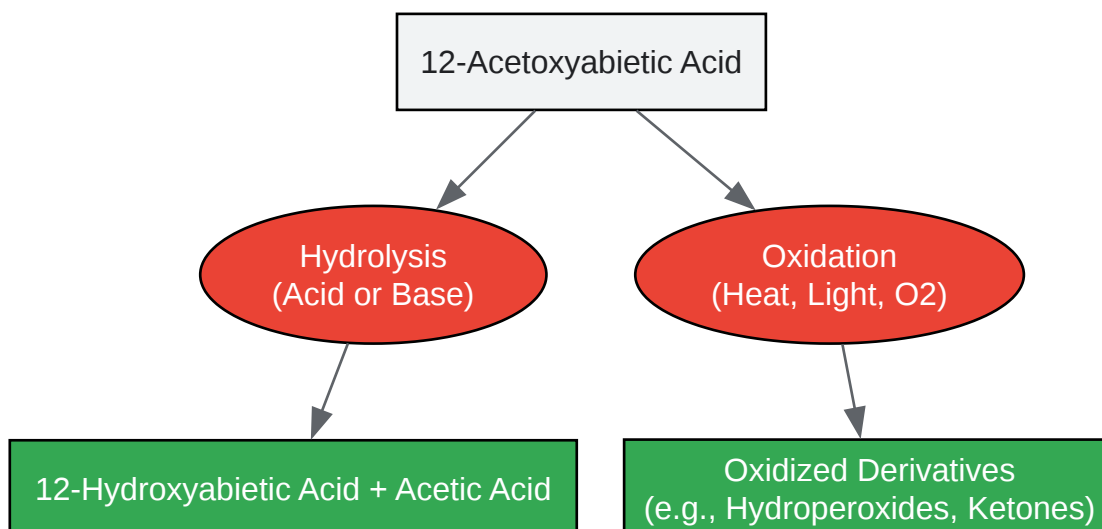 12-Acetoxyabietic Acid
Hydrolysis
(Acid or Base)
Oxidation
(Heat, Light, O2)
12-Hydroxyabietic Acid + Acetic Acid
Oxidized Derivatives
(e.g., Hydroperoxides, Ketones)